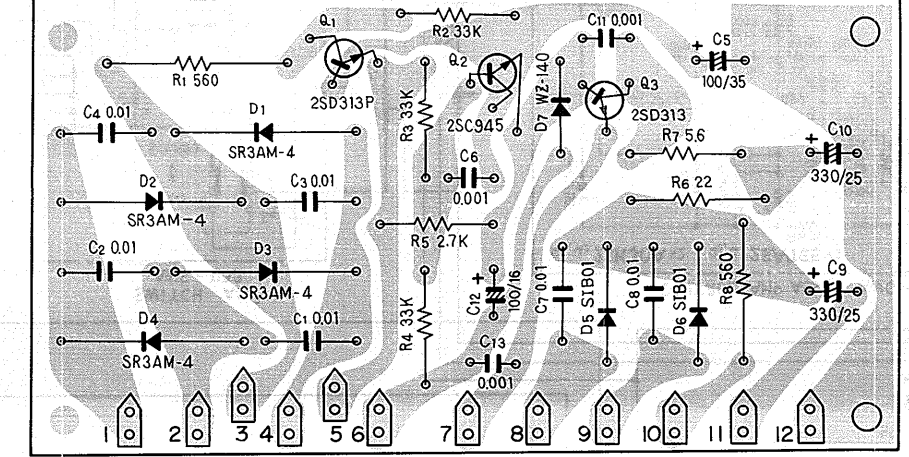 Q1
R2 33K
C11 0.001
C5
100/35
R1 560
2SD313P
Q2
2SC945
D7 WZ-140
Q3
2SD313
C4 0.01
D1
SR3AM-4
R3 33K
C10
330/25
R7 5.6
C6
0.001
D2
SR3AM-4
C3 0.01
R6 22
R5 2.7K
C2 0.01
D3
SR3AM-4
C12
100/16
C7 0.01
D5 SIB01
C8 0.01
D6 SIB01
R8 560
C9
330/25
D4
SR3AM-4
C1 0.01
R4 33K
C13
0.001
1 2 3 4 5 6 7 8 9 10 11 12